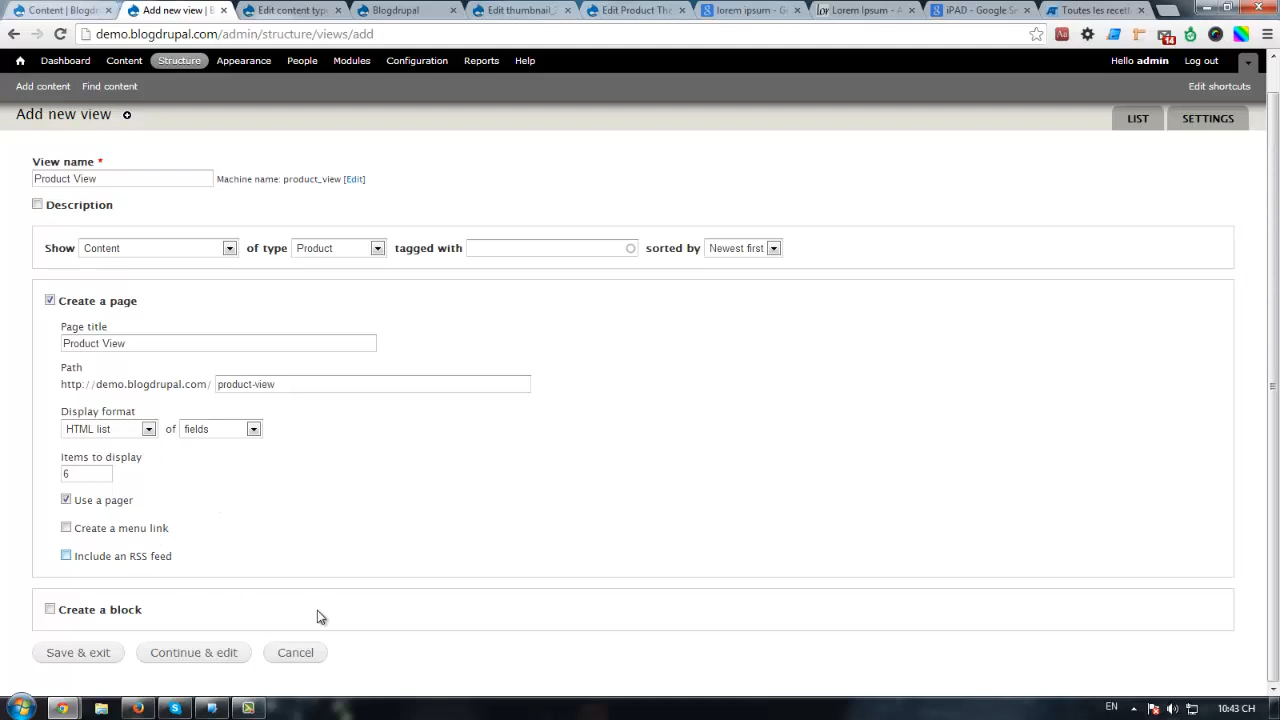 Content | Blogdr
Add new view | B
Edit content type
Blogdrupal
Edit thumbnail_
Edit Product The
lorem ipsum - G
Lorem Ipsum - A
iPAD - Google Se
Toutes les recett
demo.blogdrupal.com/admin/structure/views/add
14
Dashboard Content Structure Appearance People Modules Configuration Reports Help Hello admin Log out
Add content Find content Edit shortcuts
Add new view LIST SETTINGS
View name *
Product View Machine name: product_view [Edit]
Description
Show Content of type Product tagged with sorted by Newest first
Create a page
Page title
Product View
Path
http://demo.blogdrupal.com/ product-view
Display format
HTML list of fields
Items to display
6
Use a pager
Create a menu link
Include an RSS feed
Create a block
Save & exit Continue & edit Cancel
EN 10:43 CH